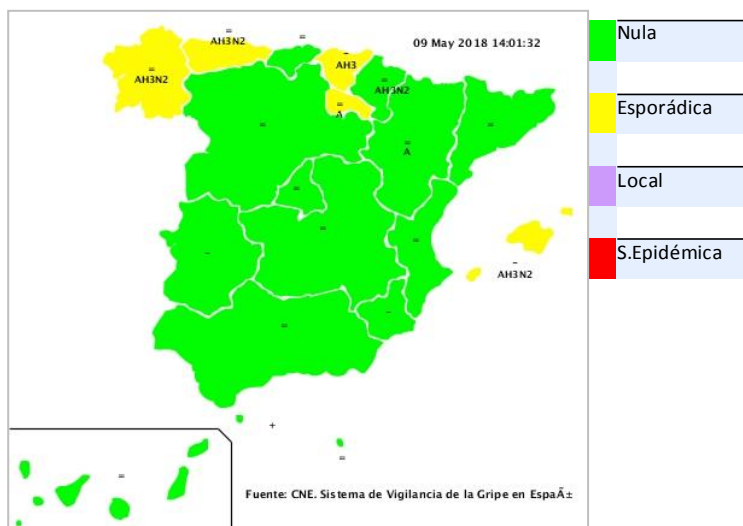 09 May 2018 14:01:32
=
=
AH3N2
=
AH3N2
–
AH3
=
AH3N2
=
A
=
=
A
=
=
=
=
–
–
AH3N2
–
=
+
=
=
Fuente: CNE. Sistema de Vigilancia de la Gripe en EspaÃ±
Nula
Esporádica
Local
S.Epidémica